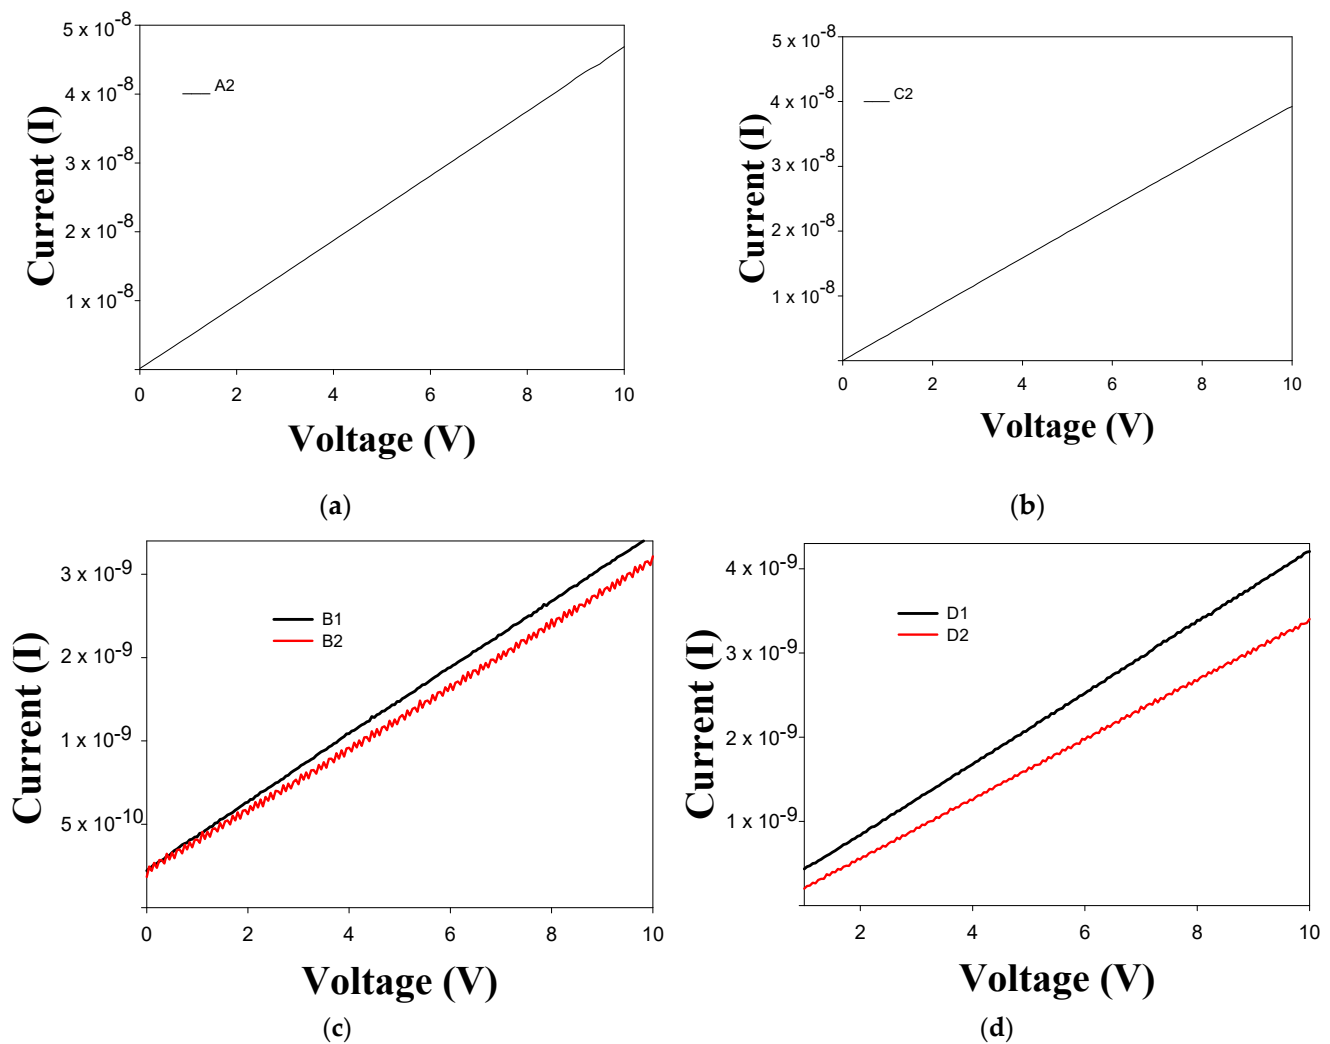 5 x 10-8
4 x 10-8
3 x 10-8
2 x 10-8
1 x 10-8
A2
Current (I)
0 2 4 6 8 10
Voltage (V)
(a)
5 x 10-8
4 x 10-8
3 x 10-8
2 x 10-8
1 x 10-8
C2
Current (I)
0 2 4 6 8 10
Voltage (V)
(b)
3 x 10-9
2 x 10-9
1 x 10-9
5 x 10-10
B1
B2
Current (I)
0 2 4 6 8 10
Voltage (V)
(c)
4 x 10-9
3 x 10-9
2 x 10-9
1 x 10-9
D1
D2
Current (I)
2 4 6 8 10
Voltage (V)
(d)